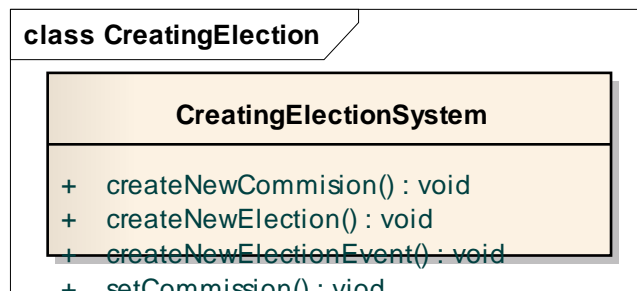 class CreatingElection
CreatingElectionSystem
+ createNewCommision() : void
+ createNewElection() : void
+ createNewElectionEvent() : void
+ setCommission() : viod